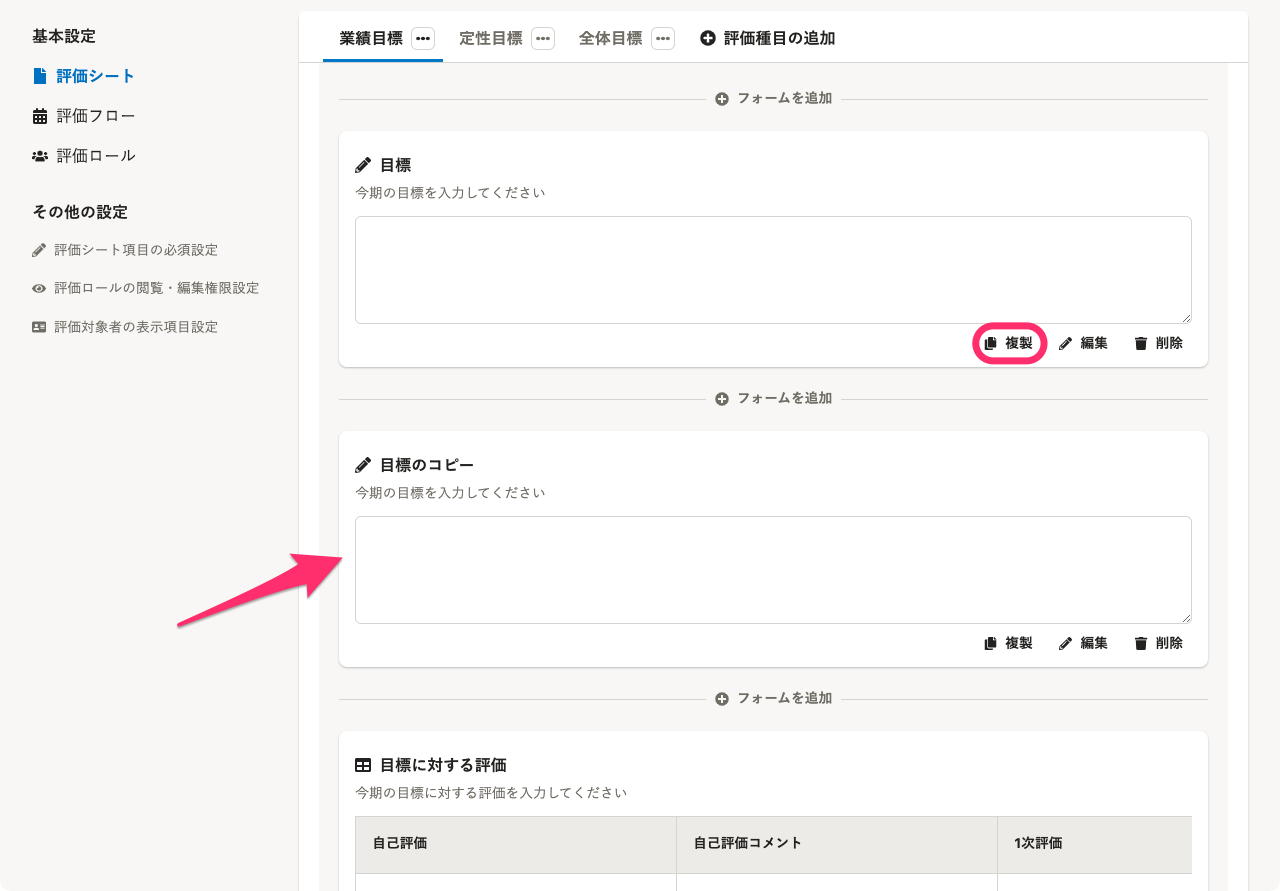 基本設定
評価シート
評価フロー
評価ロール
その他の設定
評価シート項目の必須設定
評価ロールの閲覧・編集権限設定
評価対象者の表示項目設定
業績目標 定性目標 全体目標 評価種目の追加
フォームを追加
目標
今期の目標を入力してください
複製 編集 削除
フォームを追加
目標のコピー
今期の目標を入力してください
複製 編集 削除
フォームを追加
目標に対する評価
今期の目標に対する評価を入力してください
自己評価 自己評価コメント 1次評価